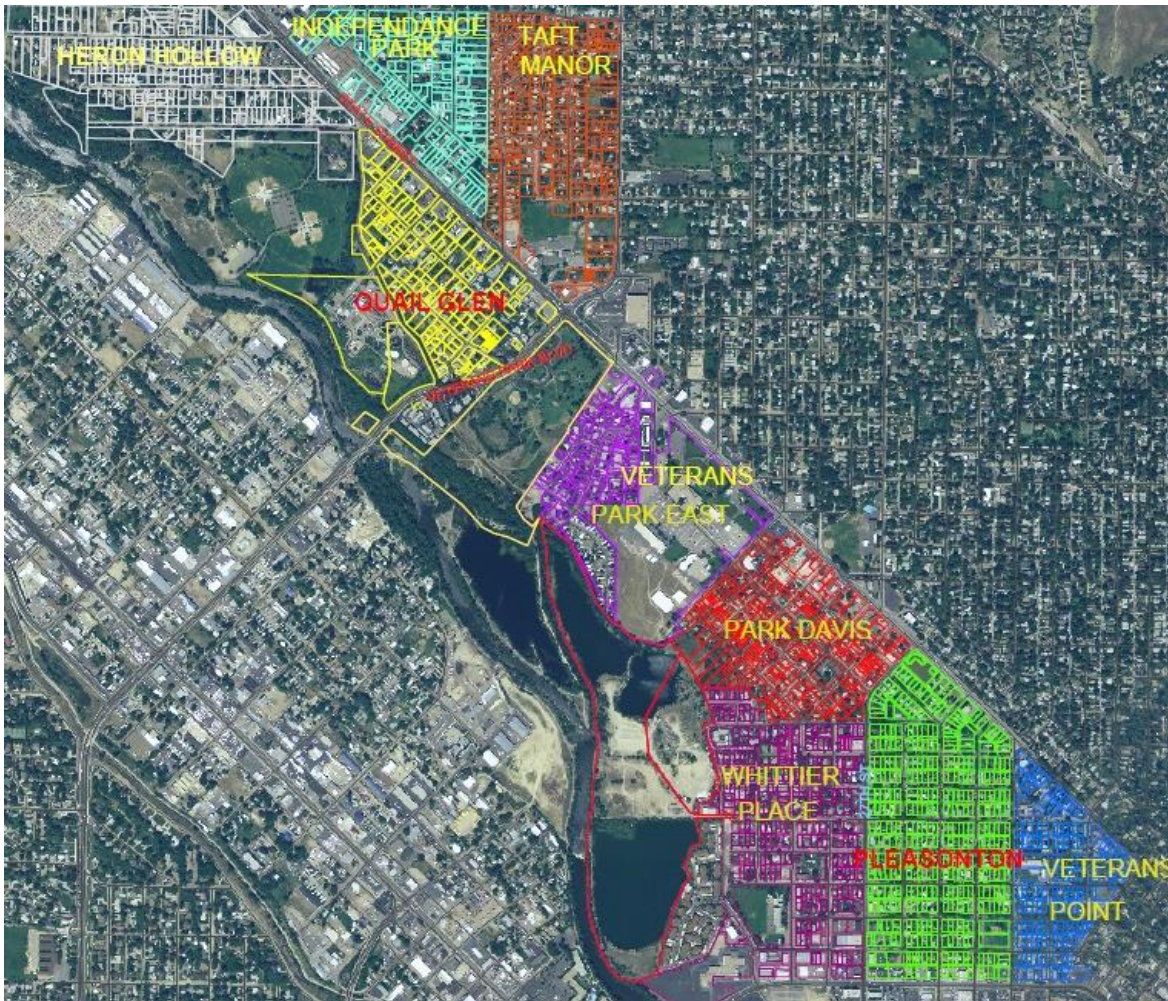 INDEPENDANCE
PARK
TAFT
MANOR
HERON HOLLOW
QUAIL GLEN
VETERANS
PARK EAST
PARK DAVIS
WHITTIER
PLACE
PLEASONTON
VETERANS
POINT